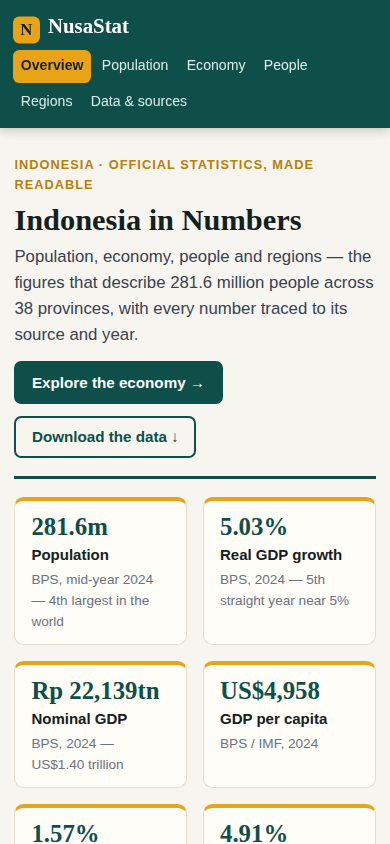 N NusaStat
Overview Population Economy People
Regions Data & sources
INDONESIA · OFFICIAL STATISTICS, MADE
READABLE
Indonesia in Numbers
Population, economy, people and regions — the
figures that describe 281.6 million people across
38 provinces, with every number traced to its
source and year.
Explore the economy →
Download the data ↓
281.6m
Population
BPS, mid-year 2024
— 4th largest in the
world
5.03%
Real GDP growth
BPS, 2024 — 5th
straight year near 5%
Rp 22,139tn
Nominal GDP
BPS, 2024 —
US$1.40 trillion
US$4,958
GDP per capita
BPS / IMF, 2024
1.57%
4.91%